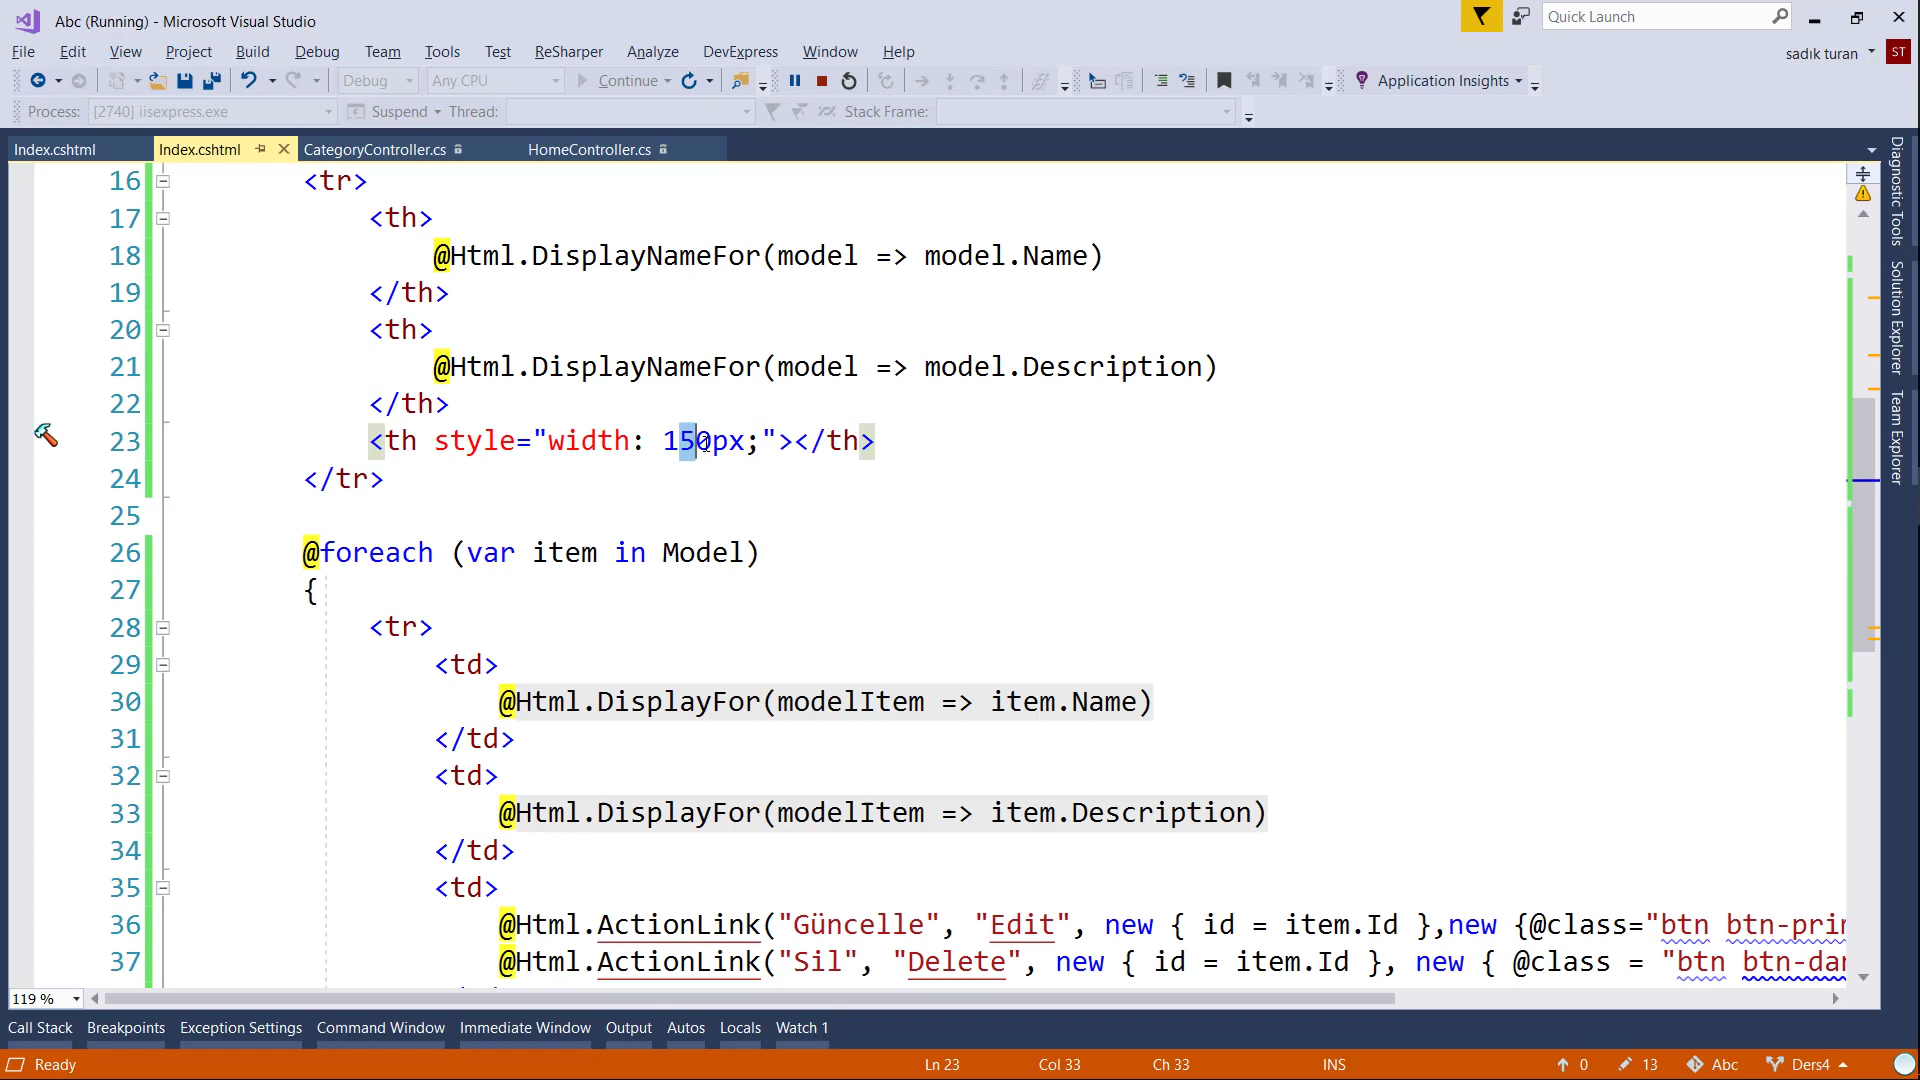 Abc (Running) - Microsoft Visual Studio
Quick Launch
File Edit View Project Build Debug Team Tools Test ReSharper Analyze DevExpress Window Help
sadık turan ST
Debug Any CPU Continue Application Insights
Process: [2740] iisexpress.exe Suspend Thread: Stack Frame:
Index.cshtml Index.cshtml CategoryController.cs HomeController.cs
16 <tr>
17 <th>
18 @Html.DisplayNameFor(model => model.Name)
19 </th>
20 <th>
21 @Html.DisplayNameFor(model => model.Description)
22 </th>
23 <th style="width: 150px;"></th>
24 </tr>
25
26 @foreach (var item in Model)
27 {
28 <tr>
29 <td>
30 @Html.DisplayFor(modelItem => item.Name)
31 </td>
32 <td>
33 @Html.DisplayFor(modelItem => item.Description)
34 </td>
35 <td>
36 @Html.ActionLink("Güncelle", "Edit", new { id = item.Id },new {@class="btn btn-prin
37 @Html.ActionLink("Sil", "Delete", new { id = item.Id }, new { @class = "btn btn-dan
Diagnostic Tools
Solution Explorer
Team Explorer
119 %
Call Stack Breakpoints Exception Settings Command Window Immediate Window Output Autos Locals Watch 1
Ready Ln 23 Col 33 Ch 33 INS 0 13 Abc Ders4